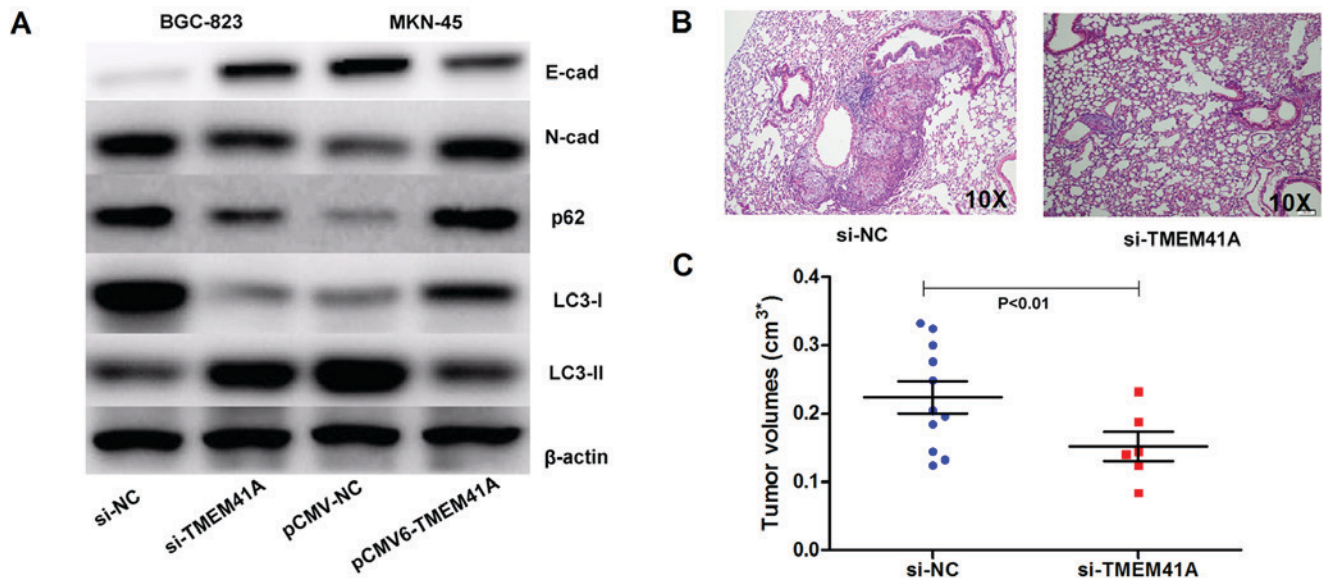 A
BGC-823 MKN-45
E-cad
N-cad
p62
LC3-I
LC3-II
β-actin
si-NC
si-TMEM41A
pCMV-NC
pCMV6-TMEM41A
B
10X 10X
si-NC si-TMEM41A
C
Tumor volumes (cm³*)
0.4
0.3
0.2
0.1
0.0
P<0.01
si-NC si-TMEM41A